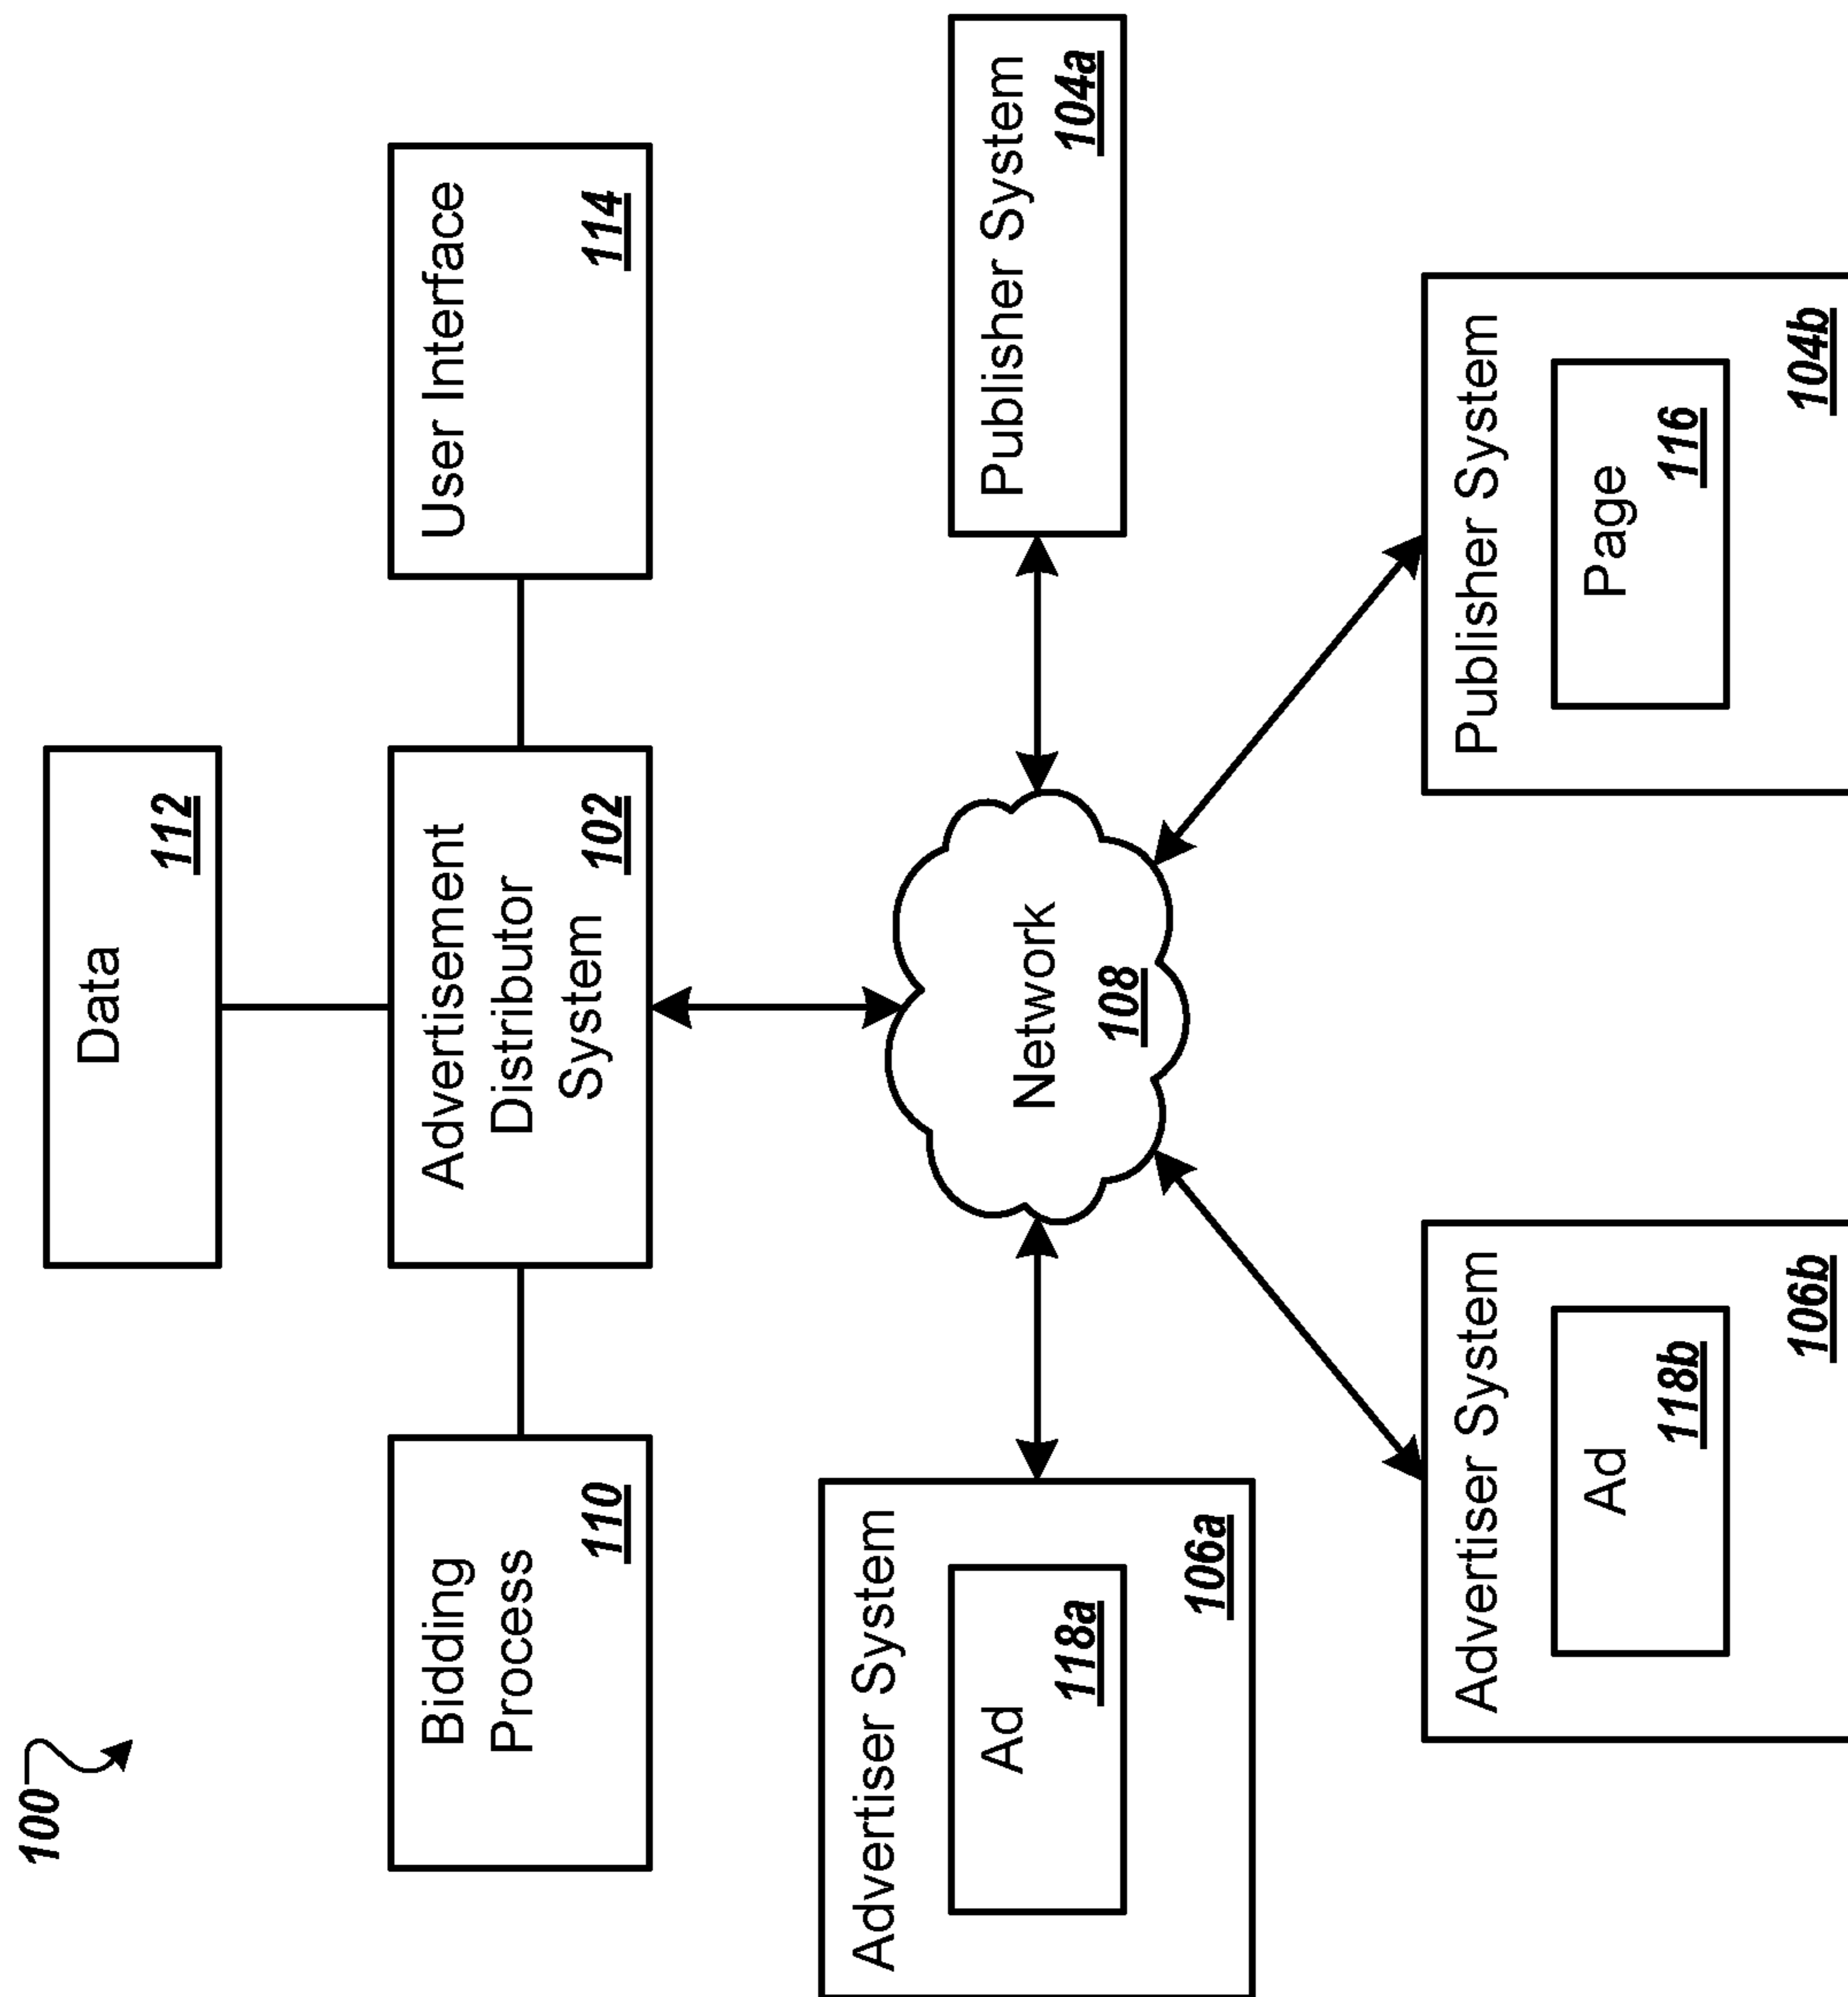 100
Data
112
Bidding
Process
110
Advertisement
Distributor
System
102
User Interface
114
Advertiser System
Ad
118a
106a
Network
108
Publisher System
104a
Advertiser System
Ad
118b
106b
Publisher System
Page
116
104b